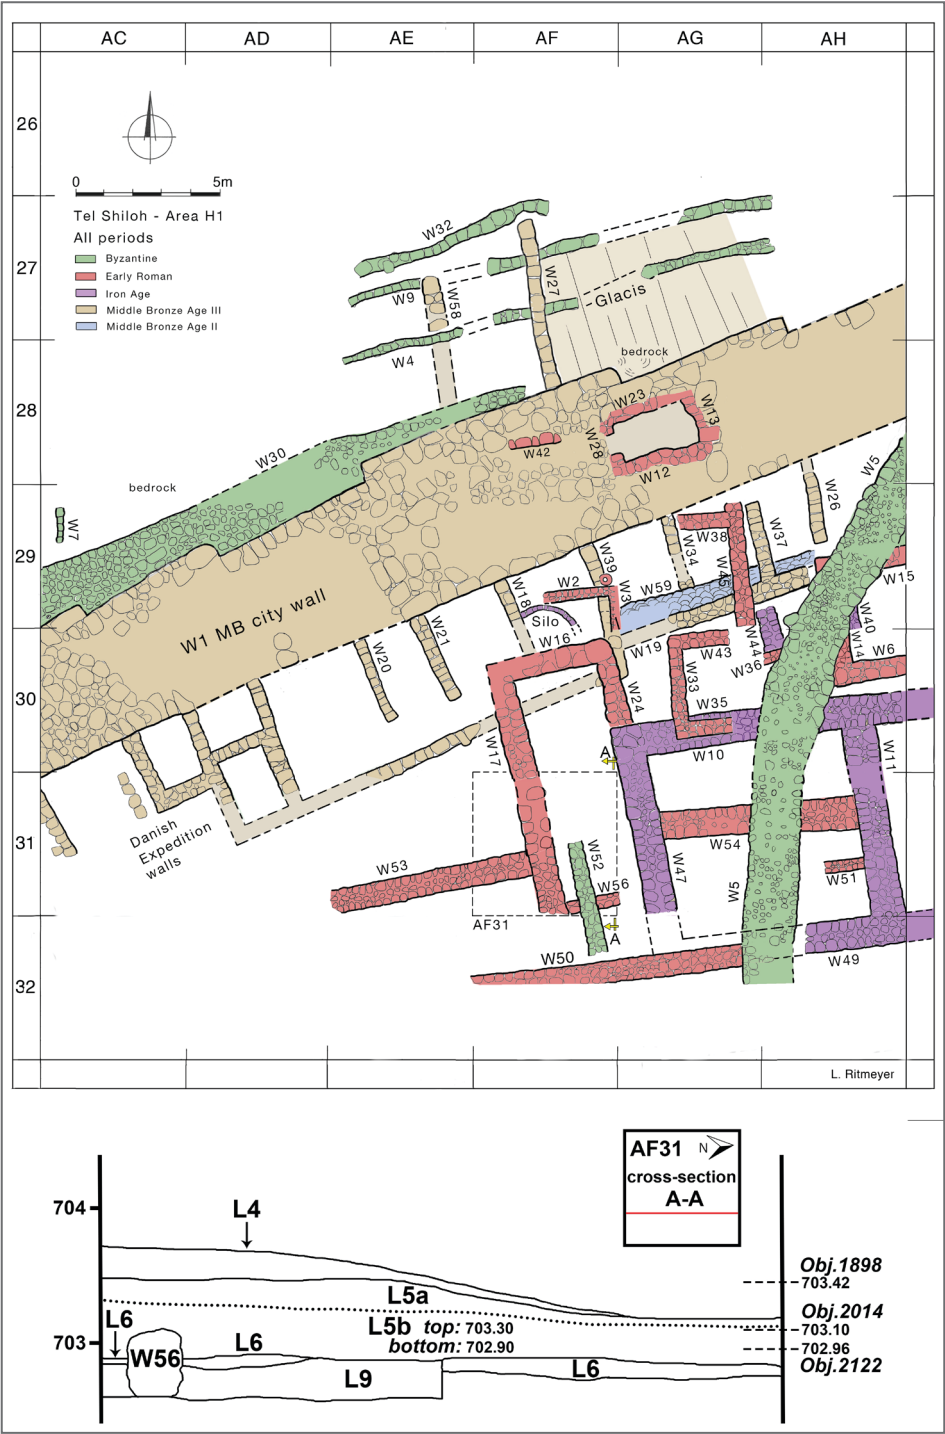 AC AD AE AF AG AH
26
0 5m
Tel Shiloh - Area H1
All periods
Byzantine
Early Roman
Iron Age
Middle Bronze Age III
Middle Bronze Age II
W32
27
W27
W9
W58
Glacis
W4
bedrock
28
W23
W13
W28
W42
W12
W30
W5
bedrock
W26
W7
29
W38
W37
W34
W39
W45
W2
W3
W59
W15
W18
Silo
W1 MB city wall
W16
W21
W20
W19
W43
W44
W36
W40
W14
W6
30
W33
W24
W35
W17
A
W10
W11
31
Danish
Expedition
walls
W54
W52
W53
W56
W47
W51
W5
AF31
A
W50
W49
32
L. Ritmeyer
AF31 N
cross-section
A-A
704
L4
Obj.1898
703.42
L5a
Obj.2014
L6
L5b top: 703.30
703.10
703
L6
bottom: 702.90
702.96
W56
Obj.2122
L9
L6